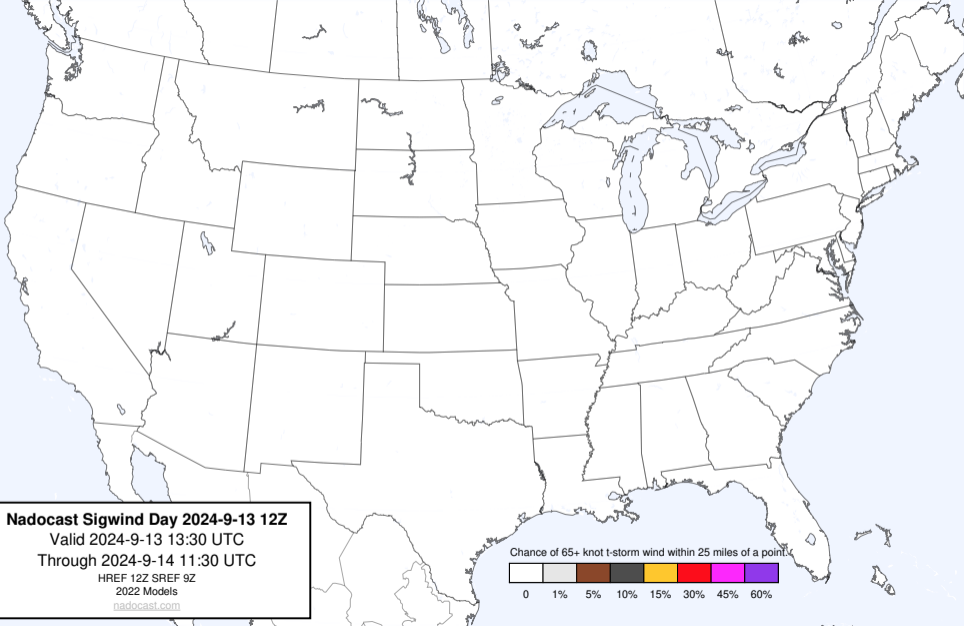 Nadocast Sigwind Day 2024-9-13 12Z
Valid 2024-9-13 13:30 UTC
Through 2024-9-14 11:30 UTC
HREF 12Z SREF 9Z
2022 Models
nadocast.com
Chance of 65+ knot t-storm wind within 25 miles of a point.
0 1% 5% 10% 15% 30% 45% 60%